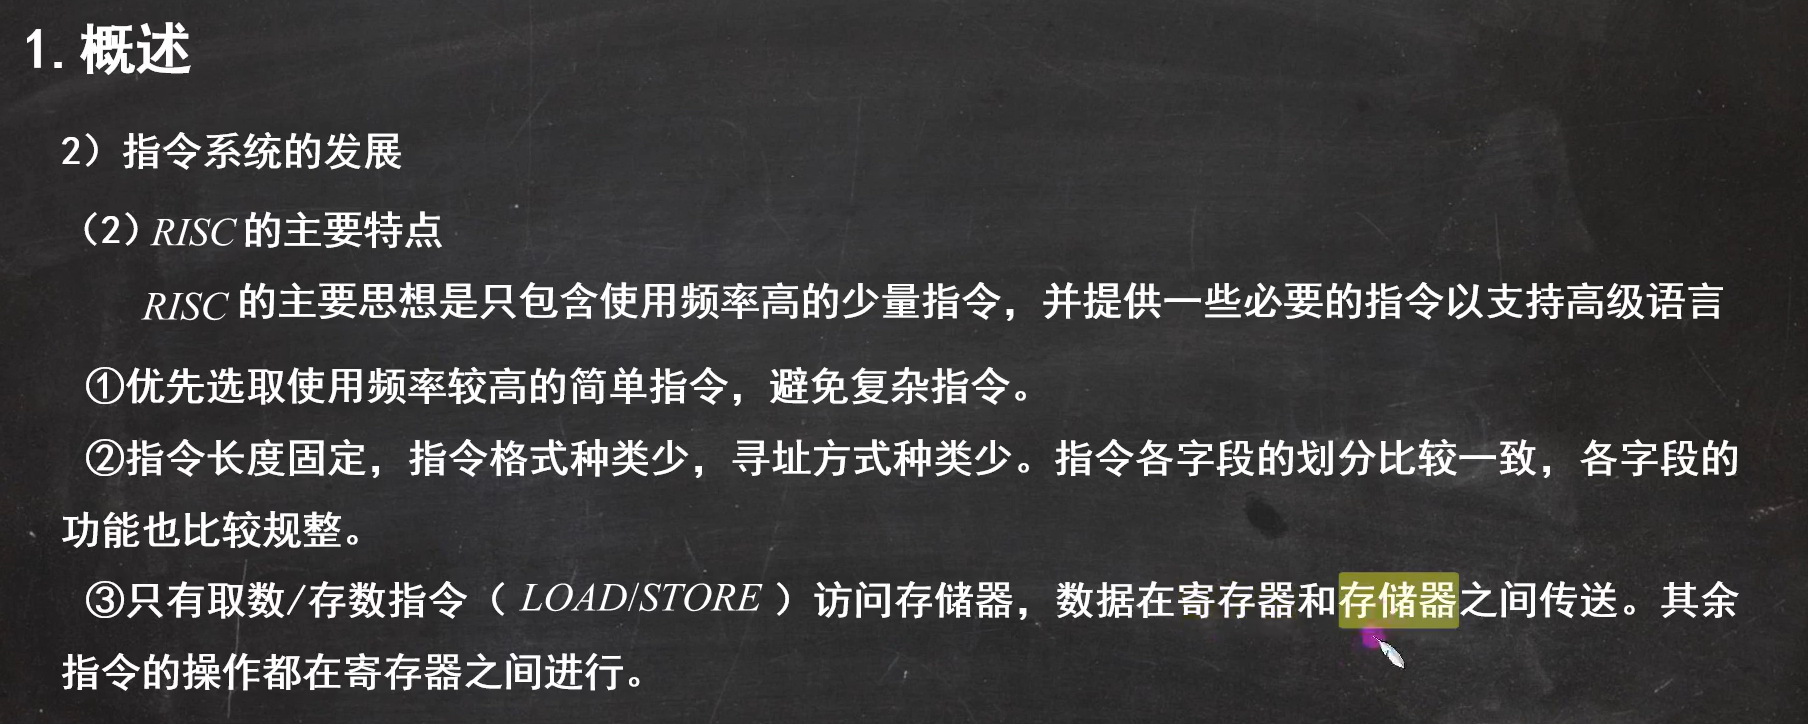 1.概述
2）指令系统的发展
（2）RISC的主要特点
RISC的主要思想是只包含使用频率高的少量指令，并提供一些必要的指令以支持高级语言
①优先选取使用频率较高的简单指令，避免复杂指令。
②指令长度固定，指令格式种类少，寻址方式种类少。指令各字段的划分比较一致，各字段的
功能也比较规整。
③只有取数/存数指令（LOAD/STORE）访问存储器，数据在寄存器和存储器之间传送。其余
指令的操作都在寄存器之间进行。